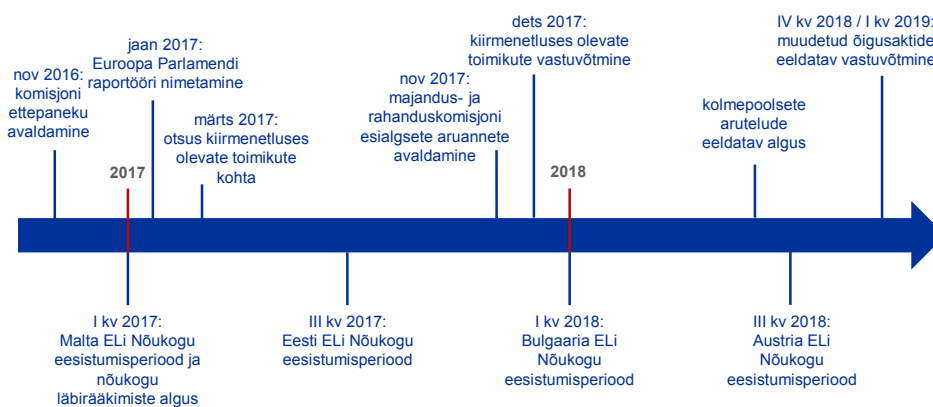 nov 2016:
komisjoni
ettepaneku
avaldamine
jaan 2017:
Euroopa Parlamendi
raportööri nimetamine
märts 2017:
otsus kiirmenetluses
olevate toimikute
kohta
nov 2017:
majandus- ja
rahanduskomisjoni
esialgsete aruannete
avaldamine
dets 2017:
kiirmenetluses olevate
toimikute vastuvõtmine
kolmepoolsete
arutelude
eeldatav algus
IV kv 2018 / I kv 2019:
muudetud õigusaktide
eeldatav vastuvõtmine
2017
2018
I kv 2017:
Malta ELi Nõukogu
eesistumisperiood ja
nõukogu
läbirääkimiste algus
III kv 2017:
Eesti ELi Nõukogu
eesistumisperiood
I kv 2018:
Bulgaaria ELi
Nõukogu
eesistumisperiood
III kv 2018:
Austria ELi
Nõukogu
eesistumisperiood